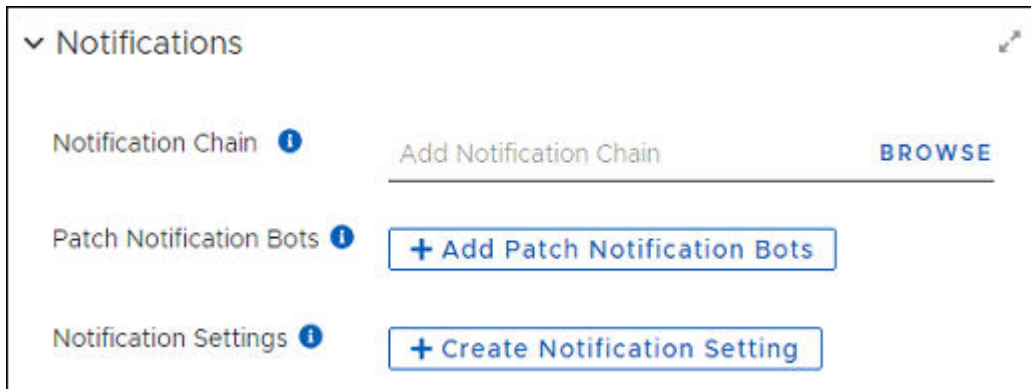 Notifications
Notification Chain Add Notification Chain BROWSE
Patch Notification Bots + Add Patch Notification Bots
Notification Settings + Create Notification Setting